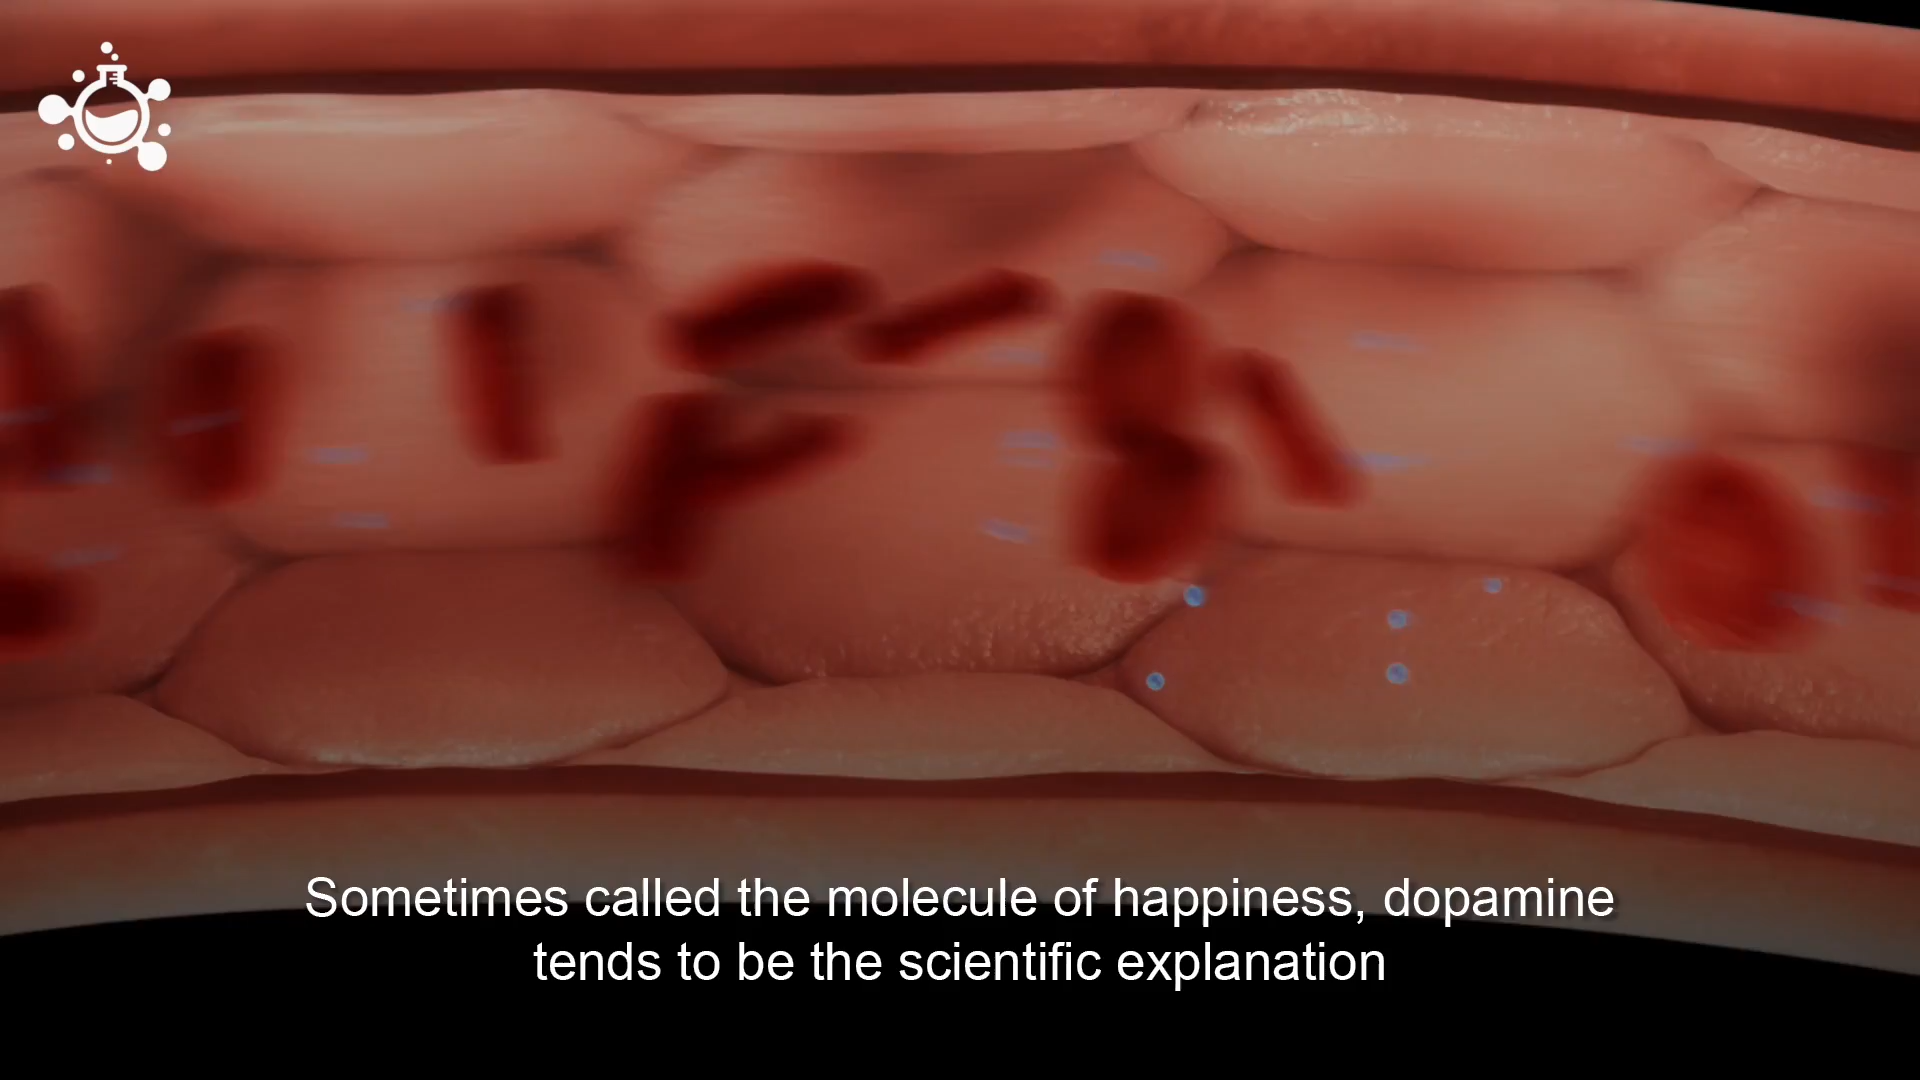 Sometimes called the molecule of happiness, dopamine
tends to be the scientific explanation